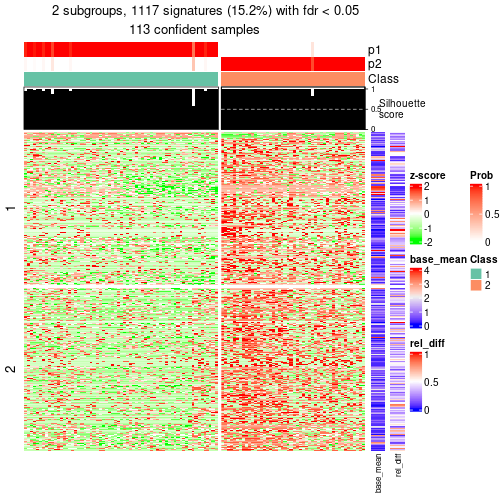 2 subgroups, 1117 signatures (15.2%) with fdr < 0.05
113 confident samples
p1
p2
Class
1
0.5
0
Silhouette
score
1
2
z-score
2
1
0
-1
-2
Prob
1
0.5
0
base_mean
4
3
2
1
0
Class
1
2
rel_diff
1
0.5
0
base_mean
rel_diff